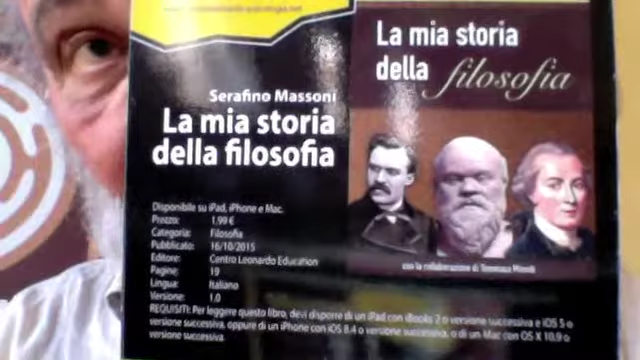 La mia storia
della filosofia
Serafino Massoni
La mia storia
della filosofia
Disponibile su iPad, iPhone e Mac.
Prezzo: 1,99 €
Categoria: Filosofia
Pubblicato: 16/10/2015
Editore: Centro Leonardo Education
Pagine: 19
Lingua: Italiano
Versione: 1.0
con la collaborazione di Tommaso
REQUISITI: Per leggere questo libro, devi disporre di un iPad con iBooks 2 o versione successiva e iOS 5 o
versione successiva, oppure di un iPhone con iOS 8.4 o versione successiva, o di un Mac con OS X 10.9 o
versione successiva.